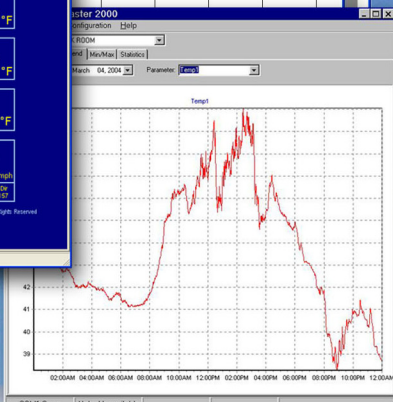 aster 2000
onfiguration Help
ROOM
end Min/Max Statistics
March 04, 2004 Parameter: Temp1
°F
°F
°F
mph
Dir
157
ights Reserved
Temp1
42
41
40
39
02:00AM 04:00AM 06:00AM 08:00AM 10:00AM 12:00PM 02:00PM 04:00PM 06:00PM 08:00PM 10:00PM 12:00AM